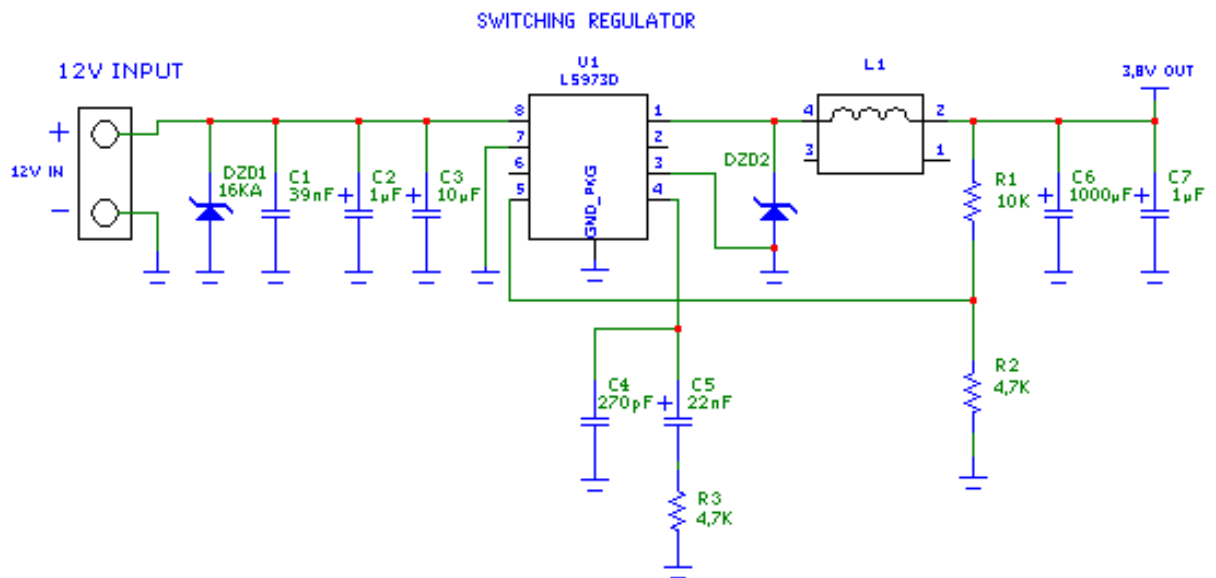 SWITCHING REGULATOR
12V INPUT
U1
L5973D
L1
3,8V OUT
8
1
4
2
+
7
2
3
1
12V IN
6
3
DZD1
16KA
C1
39nF
+
C2
1µF
+
C3
10µF
5
4
DZD2
R1
10K
+
C6
1000µF
+
C7
1µF
-
GND_PKG
C4
270pF
+
C5
22nF
R2
4,7K
R3
4,7K